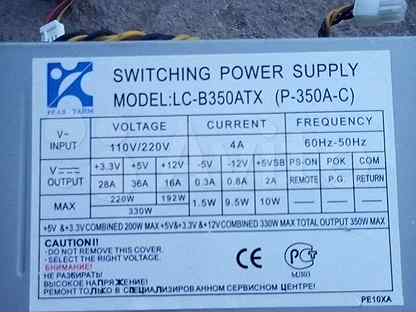 PEAK YARM
SWITCHING POWER SUPPLY
MODEL:LC-B350ATX (P-350A-C)
V~ INPUT VOLTAGE CURRENT FREQUENCY
110V/220V 4A 60Hz-50Hz
V OUTPUT +3.3V +5V +12V -5V -12V +5VSB PS-ON POK COM
28A 36A 16A 0.3A 0.8A 2A REMOTE P.G. RETURN
MAX 220W 192W 1.5W 9.5W 10W
330W
+5V &+3.3V COMBINED 200W MAX +5V&+3.3V &+12V COMBINED 330W MAX TOTAL OUTPUT 350W MAX
CAUTION!!
- DO NOT REMOVE THIS COVER.
- SELECT THE RIGHT VOLTAGE.
ВНИМАНИЕ!
НЕ РАЗБИРАТЬ!
ВЫСОКОЕ НАПРЯЖЕНИЕ!
РЕМОНТ ТОЛЬКО В СПЕЦИАЛИЗИРОВАННОМ СЕРВИСНОМ ЦЕНТРЕ!
CE
PE10XA